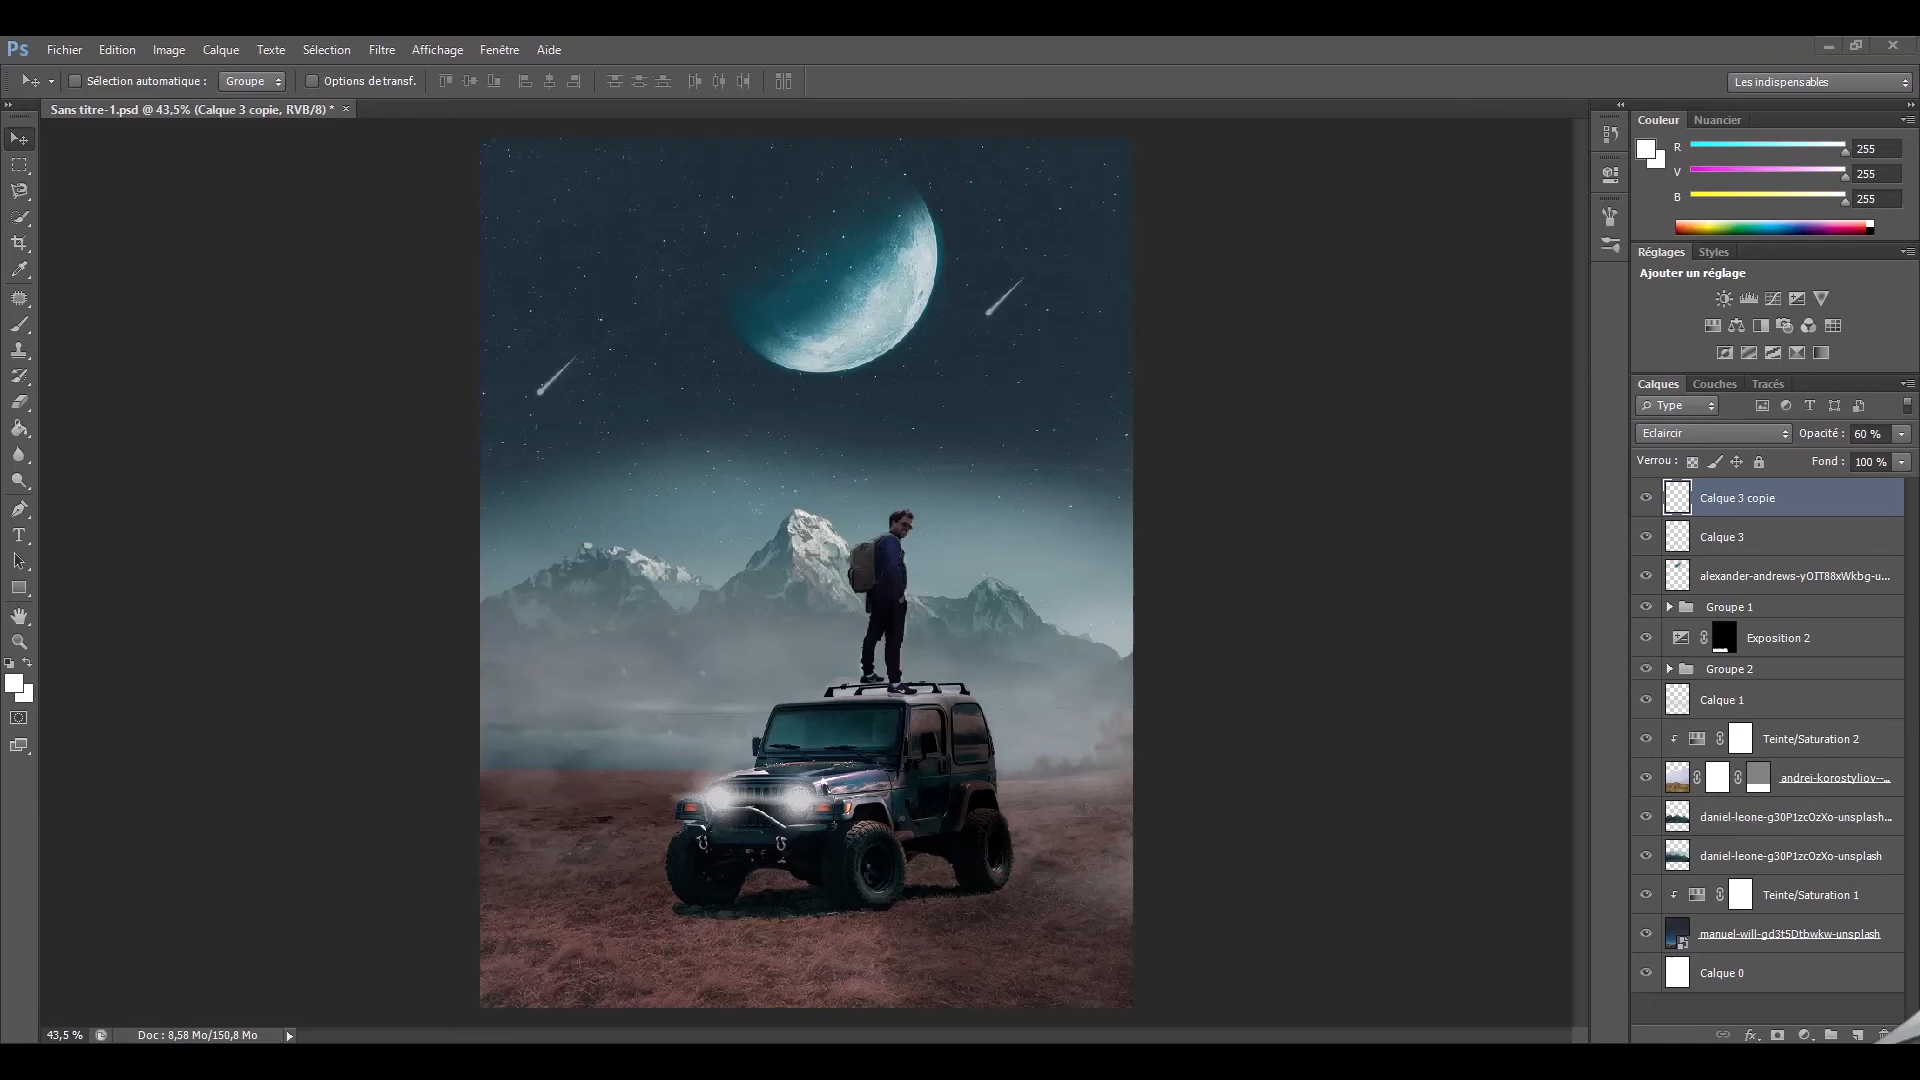 Ps Fichier Edition Image Calque Texte Sélection Filtre Affichage Fenêtre Aide
Sélection automatique : Groupe Options de transf. Les indispensables
Sans titre-1.psd @ 43,5% (Calque 3 copie, RVB/8) * ×
Couleur Nuancier
R 255
V 255
B 255
Réglages Styles
Ajouter un réglage
Calques Couches Tracés
Type
Eclaircir Opacité : 60 %
Verrou : Fond : 100 %
Calque 3 copie
Calque 3
alexander-andrews-yOIT88xWkbg-u...
Groupe 1
Exposition 2
Groupe 2
Calque 1
Teinte/Saturation 2
andrei-korostyliov--...
daniel-leone-g30P1zcOzXo-unsplash...
daniel-leone-g30P1zcOzXo-unsplash
Teinte/Saturation 1
manuel-will-gd3t5Dtbwkw-unsplash
Calque 0
43,5 % Doc : 8,58 Mo/150,8 Mo
fx